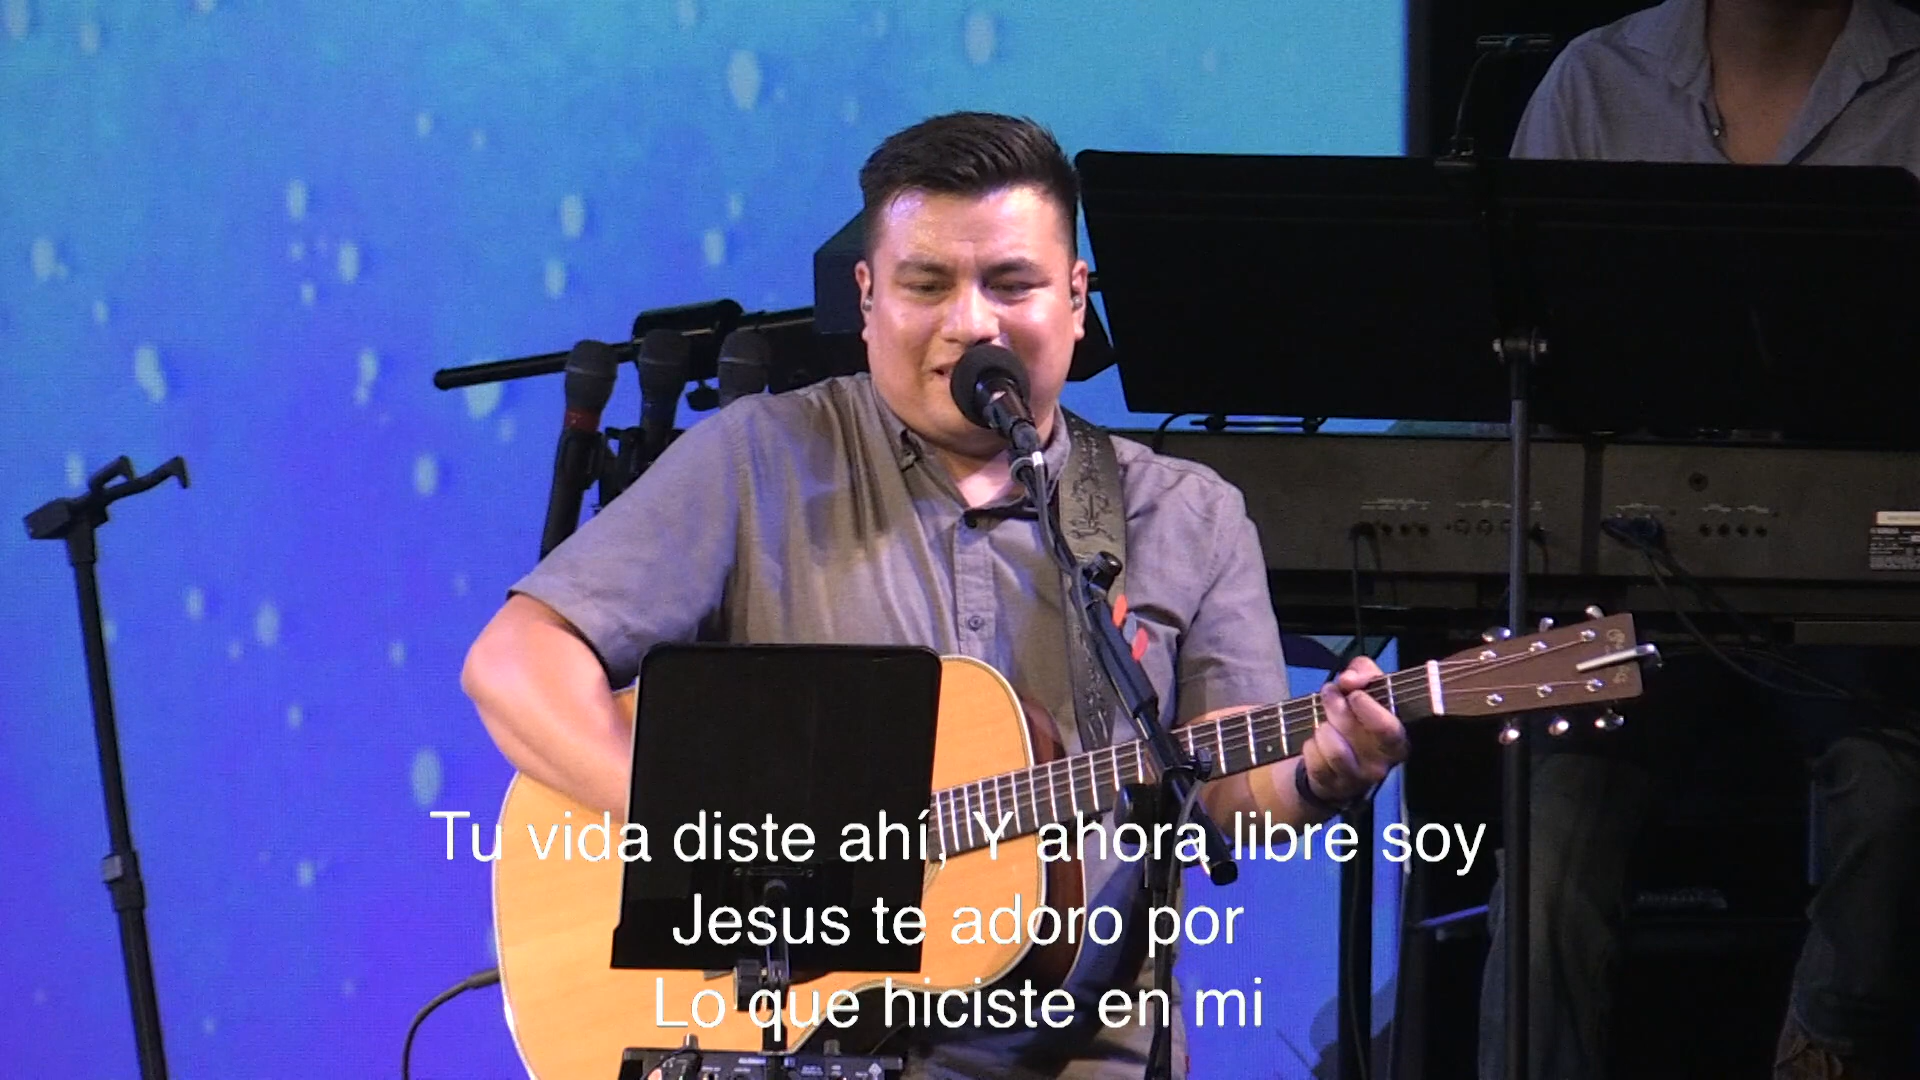 Tu vida diste ahí, Y ahora libre soy
Jesus te adoro por
Lo que hiciste en mi